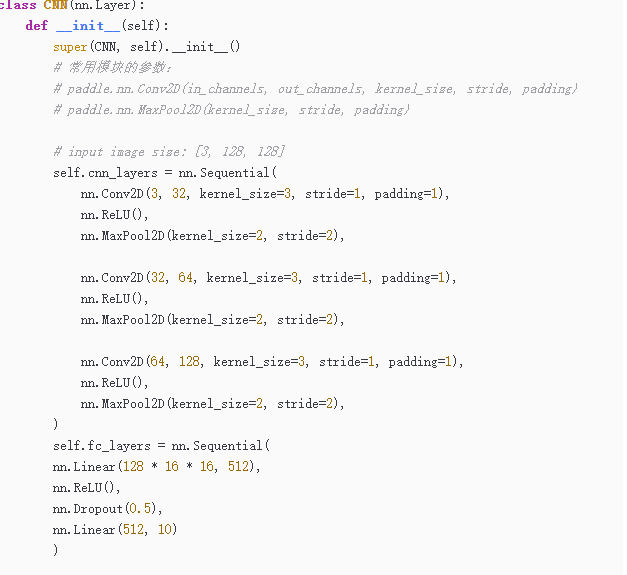 class CNN(nn.Layer):
    def __init__(self):
        super(CNN, self).__init__()
        # 常用模块的参数：
        # paddle.nn.Conv2D(in_channels, out_channels, kernel_size, stride, padding)
        # paddle.nn.MaxPool2D(kernel_size, stride, padding)

        # input image size: [3, 128, 128]
        self.cnn_layers = nn.Sequential(
            nn.Conv2D(3, 32, kernel_size=3, stride=1, padding=1),
            nn.ReLU(),
            nn.MaxPool2D(kernel_size=2, stride=2),

            nn.Conv2D(32, 64, kernel_size=3, stride=1, padding=1),
            nn.ReLU(),
            nn.MaxPool2D(kernel_size=2, stride=2),

            nn.Conv2D(64, 128, kernel_size=3, stride=1, padding=1),
            nn.ReLU(),
            nn.MaxPool2D(kernel_size=2, stride=2),
        )
        self.fc_layers = nn.Sequential(
        nn.Linear(128 * 16 * 16, 512),
        nn.ReLU(),
        nn.Dropout(0.5),
        nn.Linear(512, 10)
        )